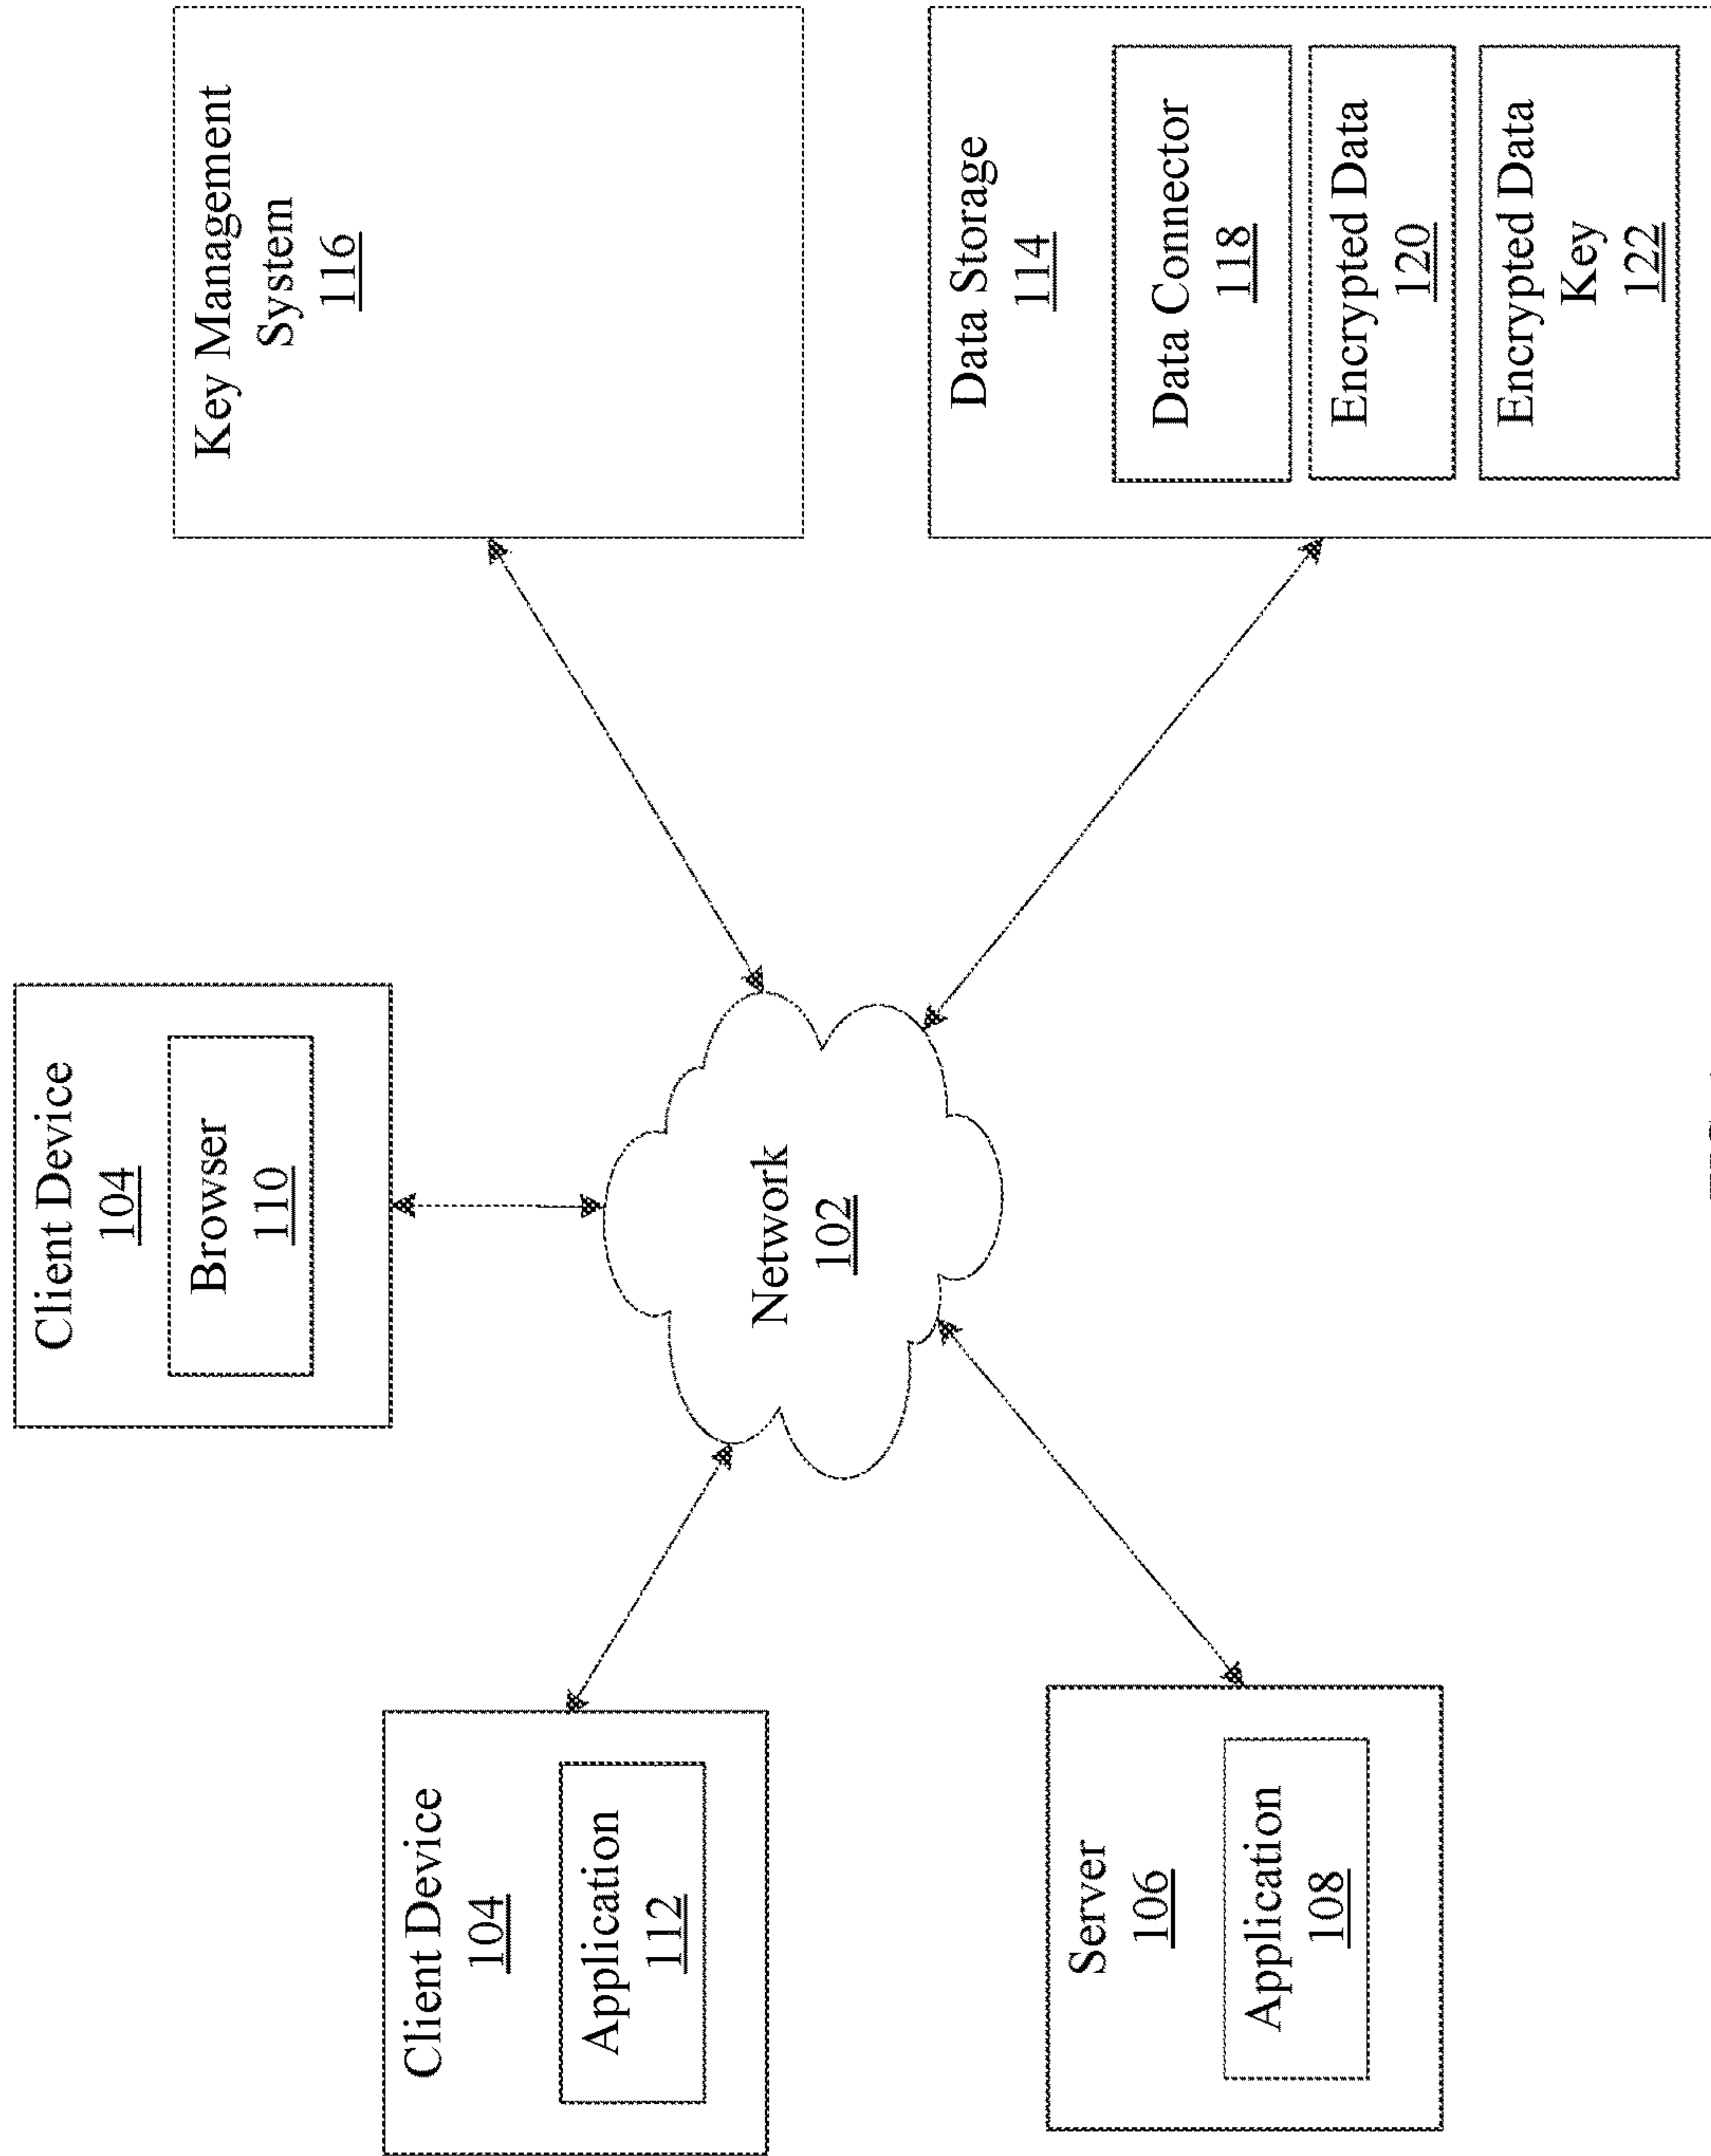 Client Device
104
Browser
110
Key Management
System
116
Client Device
104
Application
112
Network
102
Server
106
Application
108
Data Storage
114
Data Connector
118
Encrypted Data
120
Encrypted Data
Key
122